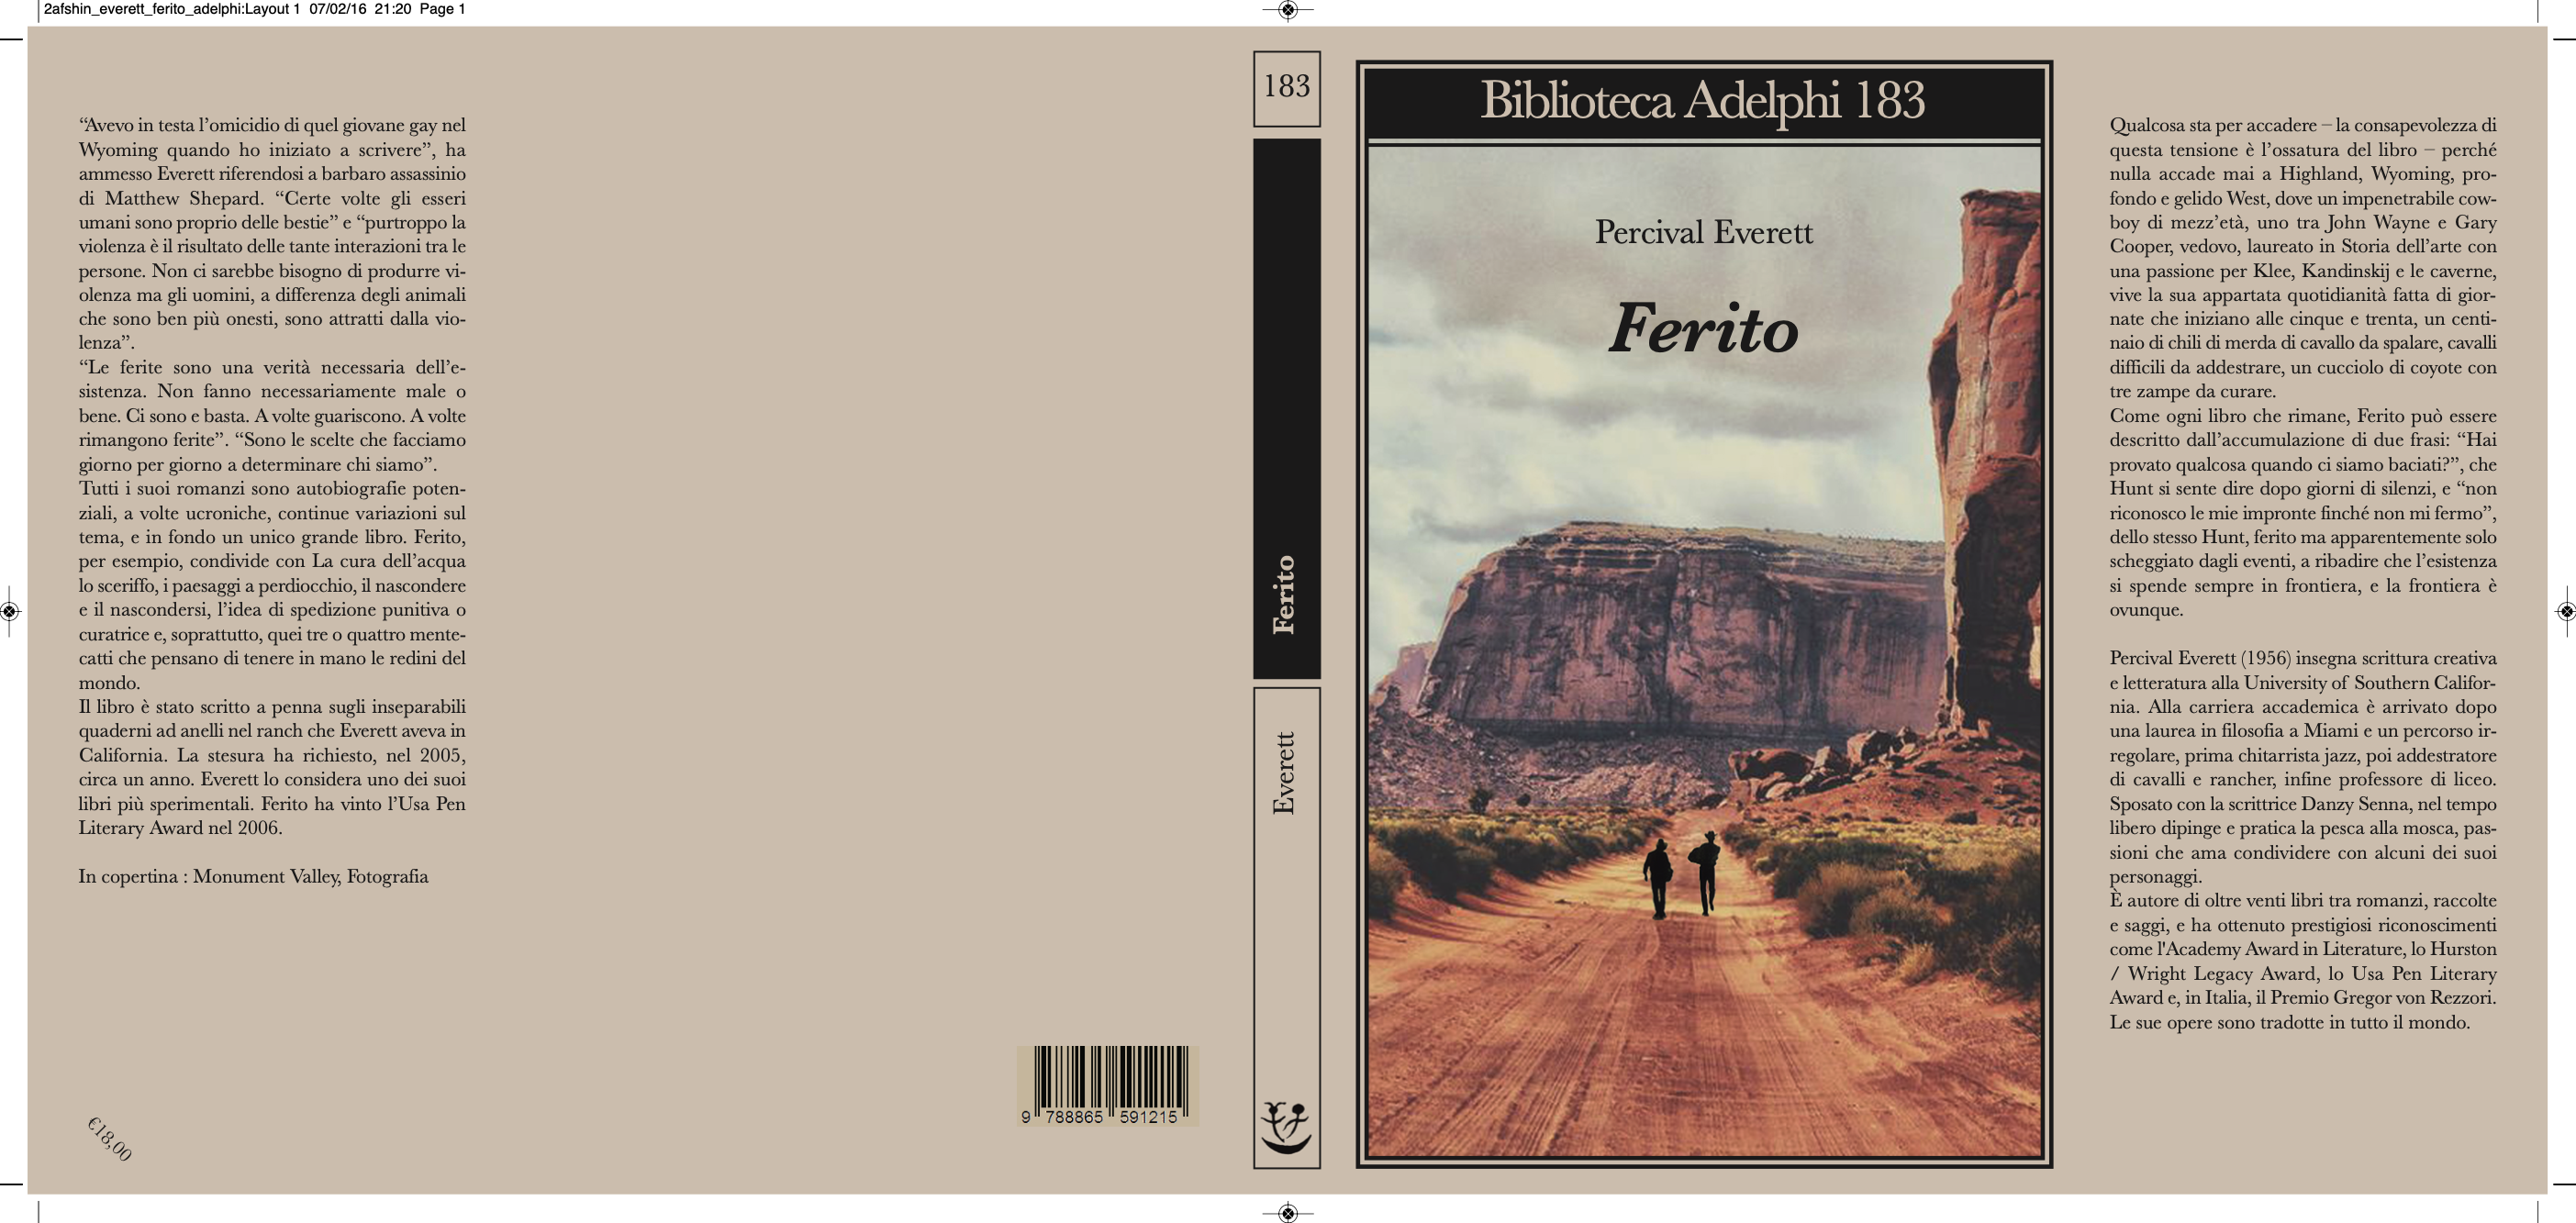 2afshin_everett_ferito_adelphi:Layout 1 07/02/16 21:20 Page 1
“Avevo in testa l’omicidio di quel giovane gay nel
Wyoming quando ho iniziato a scrivere”, ha
ammesso Everett riferendosi a barbaro assassinio
di Matthew Shepard. “Certe volte gli esseri
umani sono proprio delle bestie” e “purtroppo la
violenza è il risultato delle tante interazioni tra le
persone. Non ci sarebbe bisogno di produrre vi-
olenza ma gli uomini, a differenza degli animali
che sono ben più onesti, sono attratti dalla vio-
lenza”.
“Le ferite sono una verità necessaria dell’e-
sistenza. Non fanno necessariamente male o
bene. Ci sono e basta. A volte guariscono. A volte
rimangono ferite”. “Sono le scelte che facciamo
giorno per giorno a determinare chi siamo”.
Tutti i suoi romanzi sono autobiografie poten-
ziali, a volte ucroniche, continue variazioni sul
tema, e in fondo un unico grande libro. Ferito,
per esempio, condivide con La cura dell’acqua
lo sceriffo, i paesaggi a perdiocchio, il nascondere
e il nascondersi, l’idea di spedizione punitiva o
curatrice e, soprattutto, quei tre o quattro mente-
catti che pensano di tenere in mano le redini del
mondo.
Il libro è stato scritto a penna sugli inseparabili
quaderni ad anelli nel ranch che Everett aveva in
California. La stesura ha richiesto, nel 2005,
circa un anno. Everett lo considera uno dei suoi
libri più sperimentali. Ferito ha vinto l’Usa Pen
Literary Award nel 2006.
In copertina : Monument Valley, Fotografia
€18,00
9 788865 591215
183
Ferito
Everett
Biblioteca Adelphi 183
Percival Everett
Ferito
Qualcosa sta per accadere – la consapevolezza di
questa tensione è l’ossatura del libro – perché
nulla accade mai a Highland, Wyoming, pro-
fondo e gelido West, dove un impenetrabile cow-
boy di mezz’età, uno tra John Wayne e Gary
Cooper, vedovo, laureato in Storia dell’arte con
una passione per Klee, Kandinskij e le caverne,
vive la sua appartata quotidianità fatta di gior-
nate che iniziano alle cinque e trenta, un centi-
naio di chili di merda di cavallo da spalare, cavalli
difficili da addestrare, un cucciolo di coyote con
tre zampe da curare.
Come ogni libro che rimane, Ferito può essere
descritto dall’accumulazione di due frasi: “Hai
provato qualcosa quando ci siamo baciati?”, che
Hunt si sente dire dopo giorni di silenzi, e “non
riconosco le mie impronte finché non mi fermo”,
dello stesso Hunt, ferito ma apparentemente solo
scheggiato dagli eventi, a ribadire che l’esistenza
si spende sempre in frontiera, e la frontiera è
ovunque.
Percival Everett (1956) insegna scrittura creativa
e letteratura alla University of Southern Califor-
nia. Alla carriera accademica è arrivato dopo
una laurea in filosofia a Miami e un percorso ir-
regolare, prima chitarrista jazz, poi addestratore
di cavalli e rancher, infine professore di liceo.
Sposato con la scrittrice Danzy Senna, nel tempo
libero dipinge e pratica la pesca alla mosca, pas-
sioni che ama condividere con alcuni dei suoi
personaggi.
È autore di oltre venti libri tra romanzi, raccolte
e saggi, e ha ottenuto prestigiosi riconoscimenti
come l'Academy Award in Literature, lo Hurston
/ Wright Legacy Award, lo Usa Pen Literary
Award e, in Italia, il Premio Gregor von Rezzori.
Le sue opere sono tradotte in tutto il mondo.